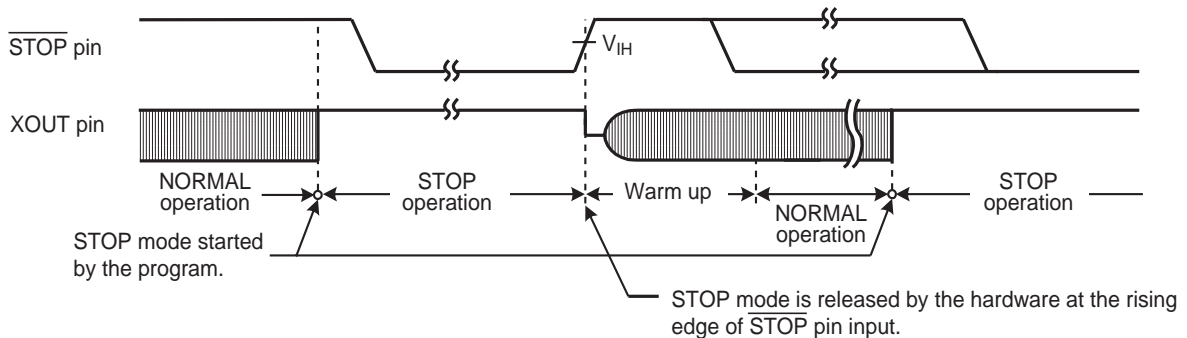 STOP pin
VIH
XOUT pin
NORMAL
operation
STOP
operation
Warm up
NORMAL
operation
STOP
operation
STOP mode started
by the program.
STOP mode is released by the hardware at the rising
edge of STOP pin input.